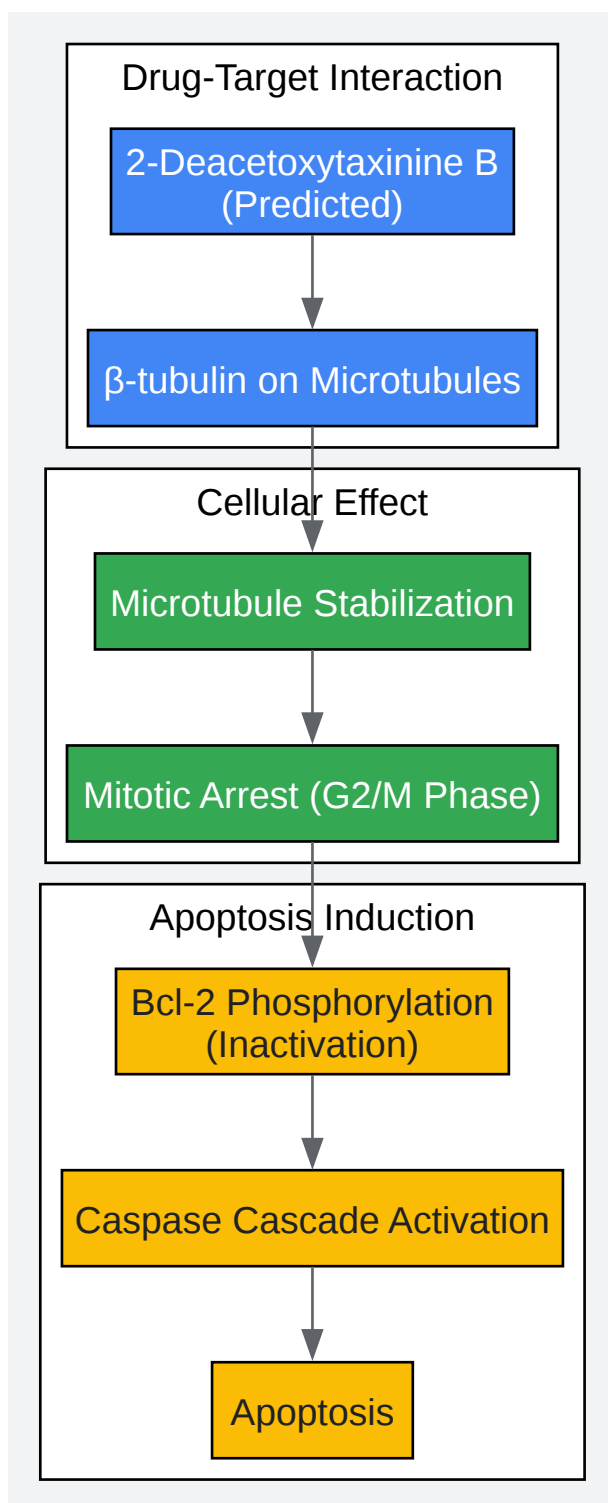 Drug-Target Interaction
2-Deacetoxytaxinine B
(Predicted)
β-tubulin on Microtubules
Cellular Effect
Microtubule Stabilization
Mitotic Arrest (G2/M Phase)
Apoptosis Induction
Bcl-2 Phosphorylation
(Inactivation)
Caspase Cascade Activation
Apoptosis